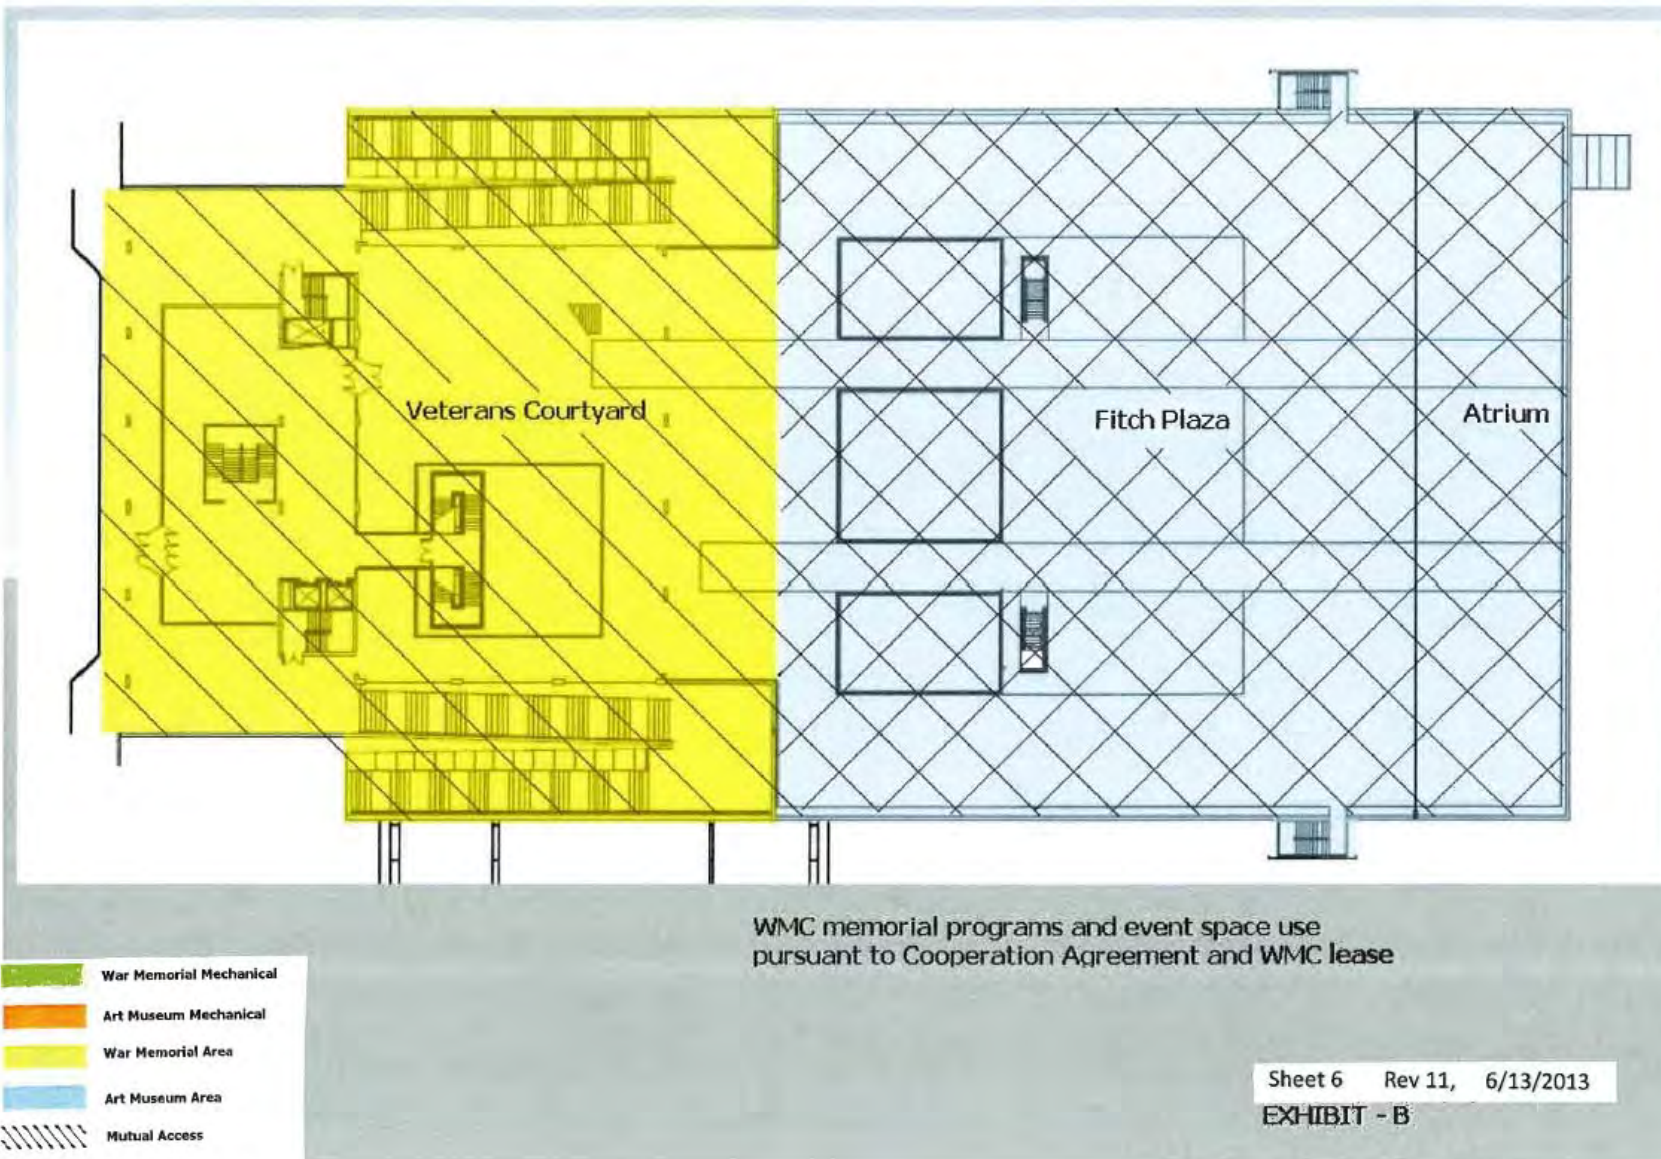 Veterans Courtyard
Fitch Plaza
Atrium
WMC memorial programs and event space use
pursuant to Cooperation Agreement and WMC lease
War Memorial Mechanical
Art Museum Mechanical
War Memorial Area
Art Museum Area
Mutual Access
Sheet 6 Rev 11, 6/13/2013
EXHIBIT - B